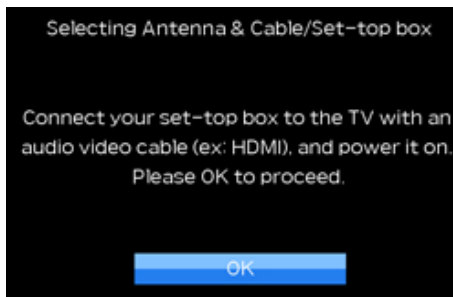 Selecting Antenna & Cable/Set-top box
Connect your set-top box to the TV with an
audio video cable (ex: HDMI), and power it on.
Please OK to proceed.
OK